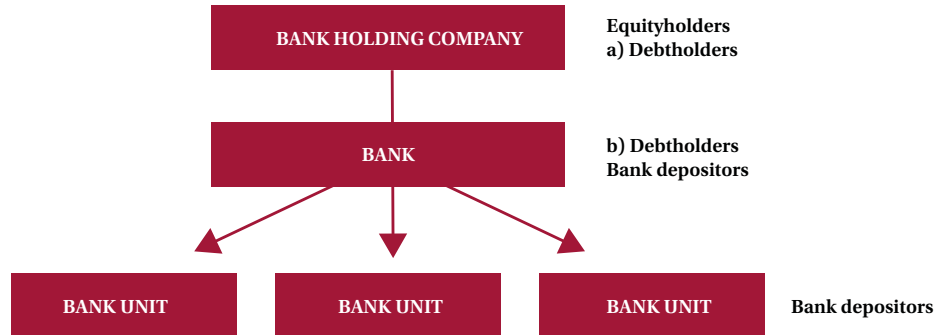 BANK HOLDING COMPANY
Equityholders
a) Debtholders
BANK
b) Debtholders
Bank depositors
BANK UNIT
BANK UNIT
BANK UNIT
Bank depositors